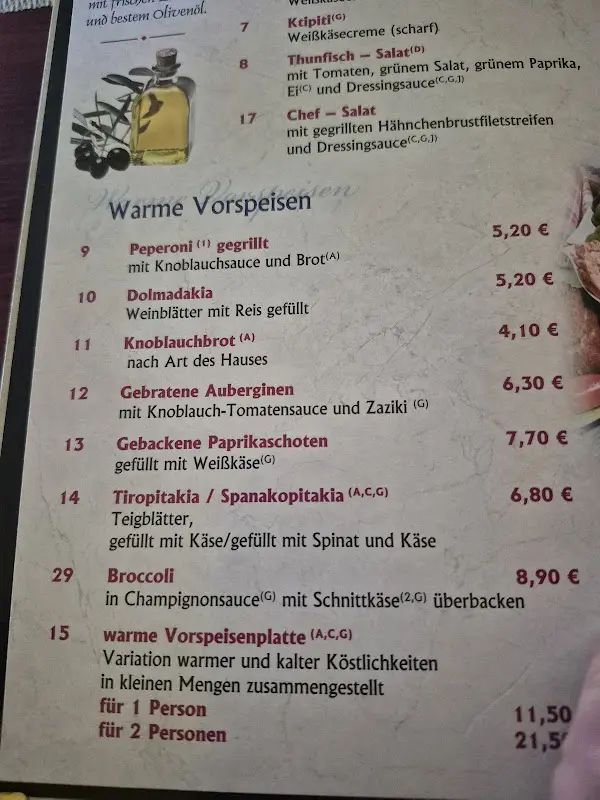 und bestem Olivenöl.
7 Ktipiti(G)
Weißkäsecreme (scharf)
8 Thunfisch – Salat(D)
mit Tomaten, grünem Salat, grünem Paprika,
Ei(C) und Dressingsauce(C,G,J)
17 Chef – Salat
mit gegrillten Hähnchenbrustfiletstreifen
und Dressingsauce(C,G,J)
Warme Vorspeisen
9 Peperoni (1) gegrillt 5,20 €
mit Knoblauchsauce und Brot(A)
10 Dolmadakia 5,20 €
Weinblätter mit Reis gefüllt
11 Knoblauchbrot (A) 4,10 €
nach Art des Hauses
12 Gebratene Auberginen 6,30 €
mit Knoblauch-Tomatensauce und Zaziki (G)
13 Gebackene Paprikaschoten 7,70 €
gefüllt mit Weißkäse(G)
14 Tiropitakia / Spanakopitakia (A,C,G) 6,80 €
Teigblätter,
gefüllt mit Käse/gefüllt mit Spinat und Käse
29 Broccoli 8,90 €
in Champignonsauce(G) mit Schnittkäse(2,G) überbacken
15 warme Vorspeisenplatte (A,C,G)
Variation warmer und kalter Köstlichkeiten
in kleinen Mengen zusammengestellt
für 1 Person 11,50
für 2 Personen